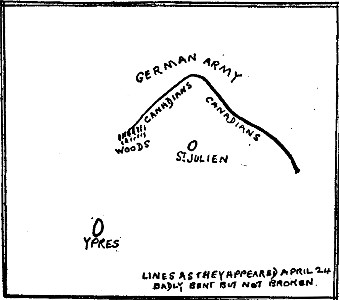 GERMAN ARMY
CANADIANS
CANADIANS
WOODS
ST JULIEN
YPRES
LINES AS THEY APPEARED APRIL 24
BADLY BENT BUT NOT BROKEN.